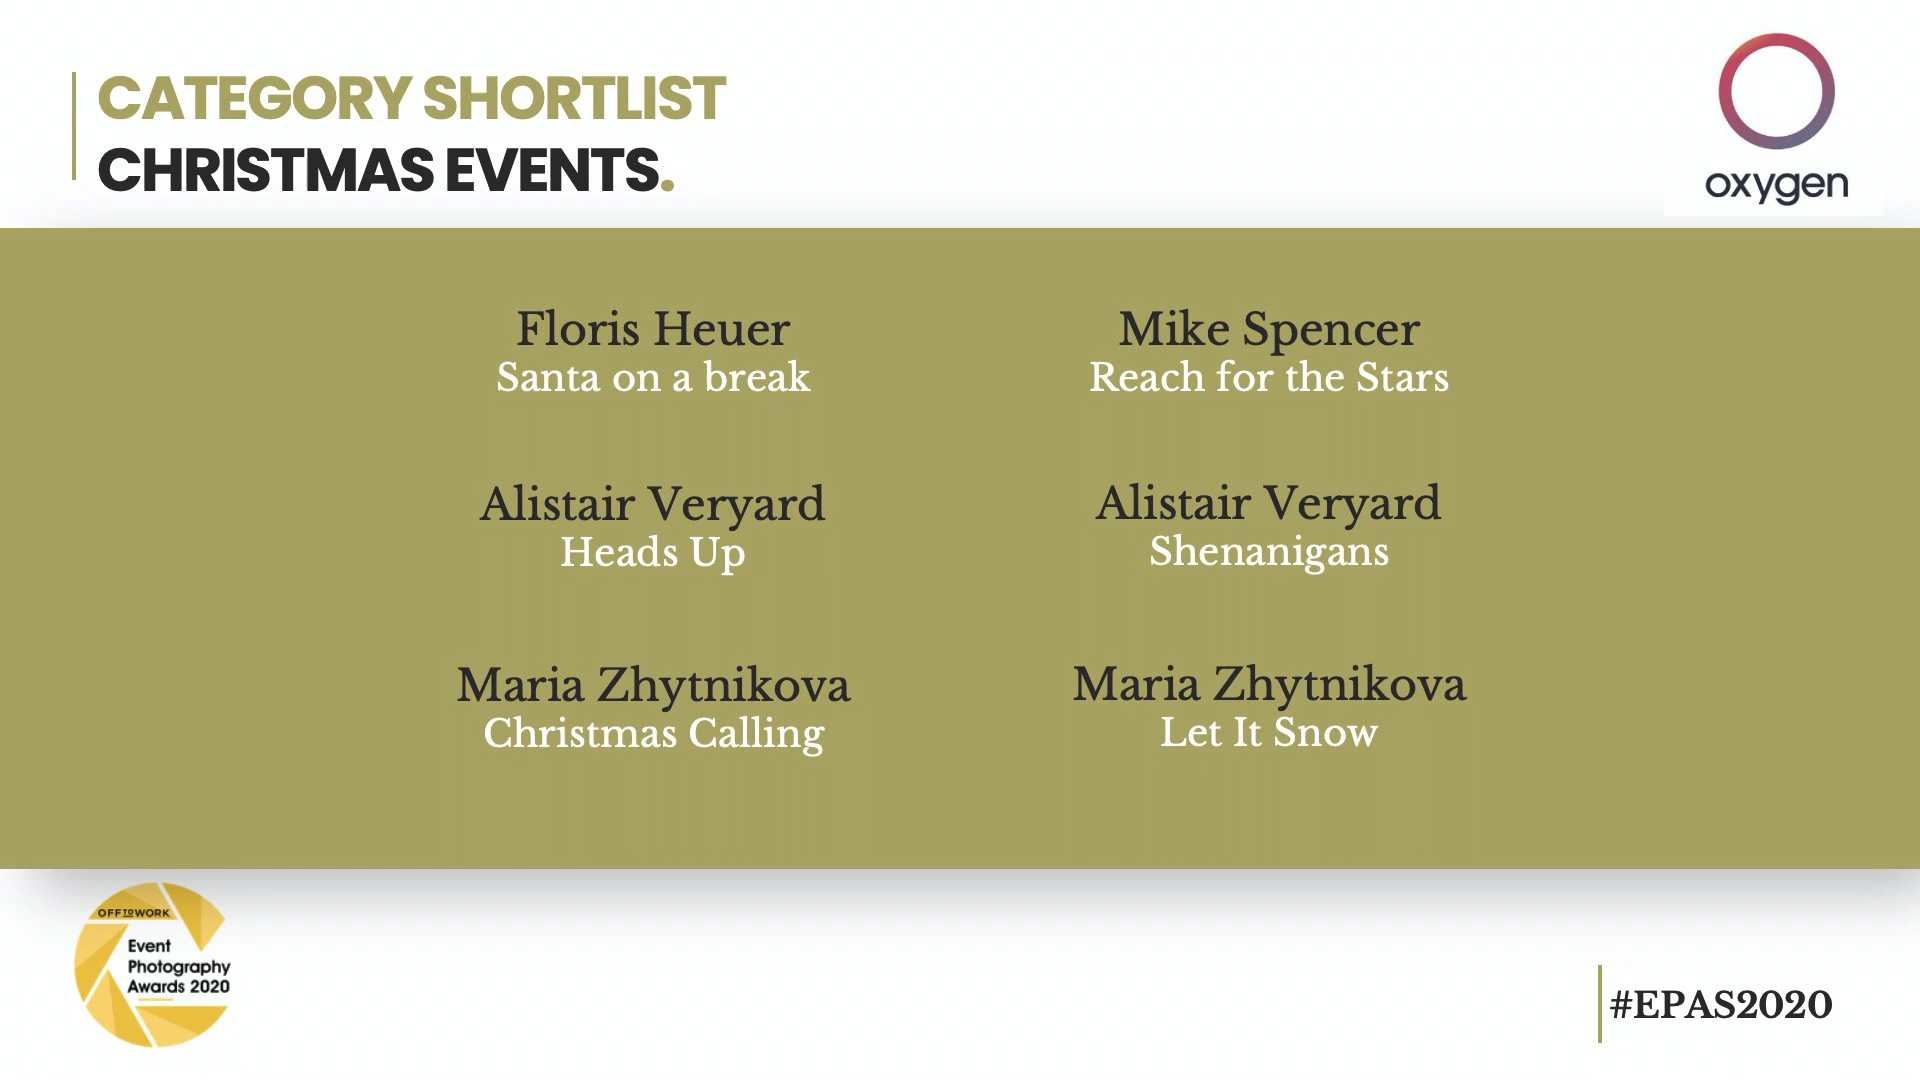 CATEGORY SHORTLIST
CHRISTMAS EVENTS.
oxygen
Floris Heuer
Santa on a break
Mike Spencer
Reach for the Stars
Alistair Veryard
Heads Up
Alistair Veryard
Shenanigans
Maria Zhytnikova
Christmas Calling
Maria Zhytnikova
Let It Snow
OFF TO WORK
Event
Photography
Awards 2020
#EPAS2020